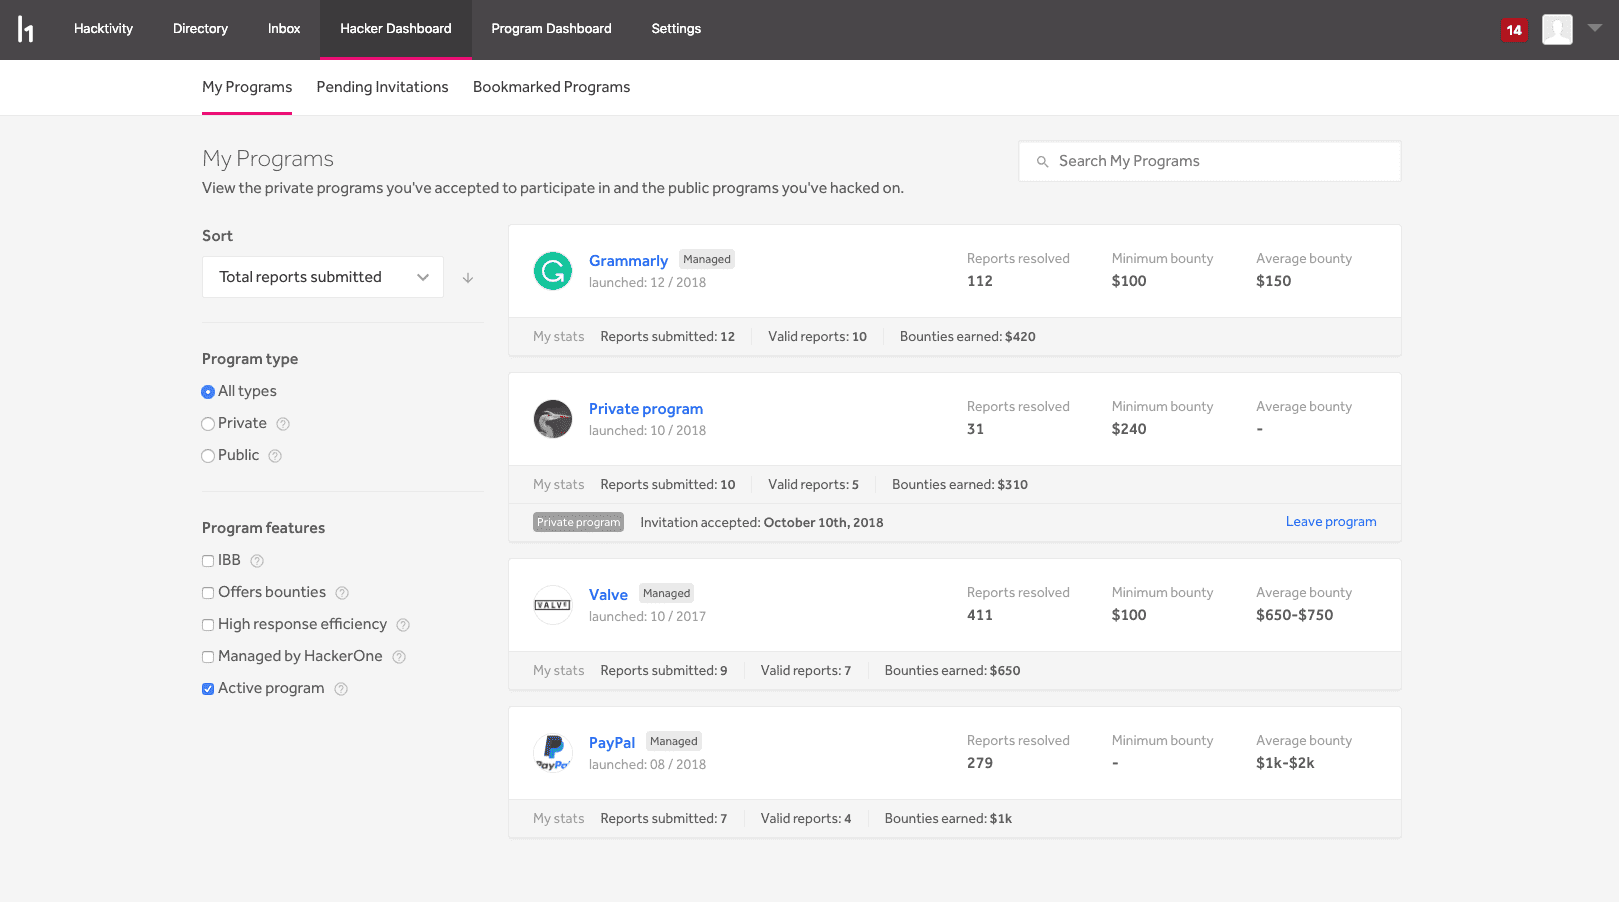 Hacktivity Directory Inbox Hacker Dashboard Program Dashboard Settings 14
My Programs Pending Invitations Bookmarked Programs
My Programs
View the private programs you've accepted to participate in and the public programs you've hacked on.
Search My Programs
Sort
Total reports submitted
Program type
All types
Private
Public
Program features
IBB
Offers bounties
High response efficiency
Managed by HackerOne
Active program
Grammarly Managed
launched: 12 / 2018
Reports resolved Minimum bounty Average bounty
112 $100 $150
My stats Reports submitted: 12 Valid reports: 10 Bounties earned: $420
Private program
launched: 10 / 2018
Reports resolved Minimum bounty Average bounty
31 $240 -
My stats Reports submitted: 10 Valid reports: 5 Bounties earned: $310
Private program Invitation accepted: October 10th, 2018 Leave program
VALVE
Valve Managed
launched: 10 / 2017
Reports resolved Minimum bounty Average bounty
411 $100 $650-$750
My stats Reports submitted: 9 Valid reports: 7 Bounties earned: $650
PayPal
PayPal Managed
launched: 08 / 2018
Reports resolved Minimum bounty Average bounty
279 - $1k-$2k
My stats Reports submitted: 7 Valid reports: 4 Bounties earned: $1k